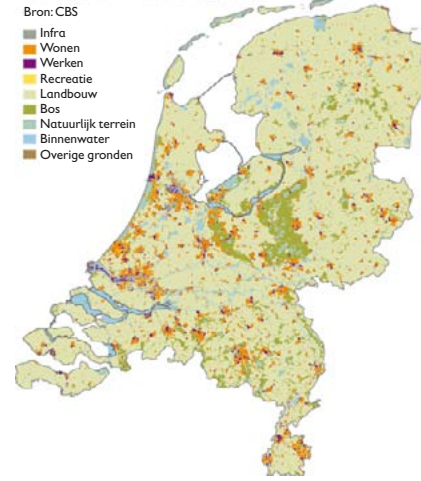 Bron: CBS
Infra
Wonen
Werken
Recreatie
Landbouw
Bos
Natuurlijk terrein
Binnenwater
Overige gronden